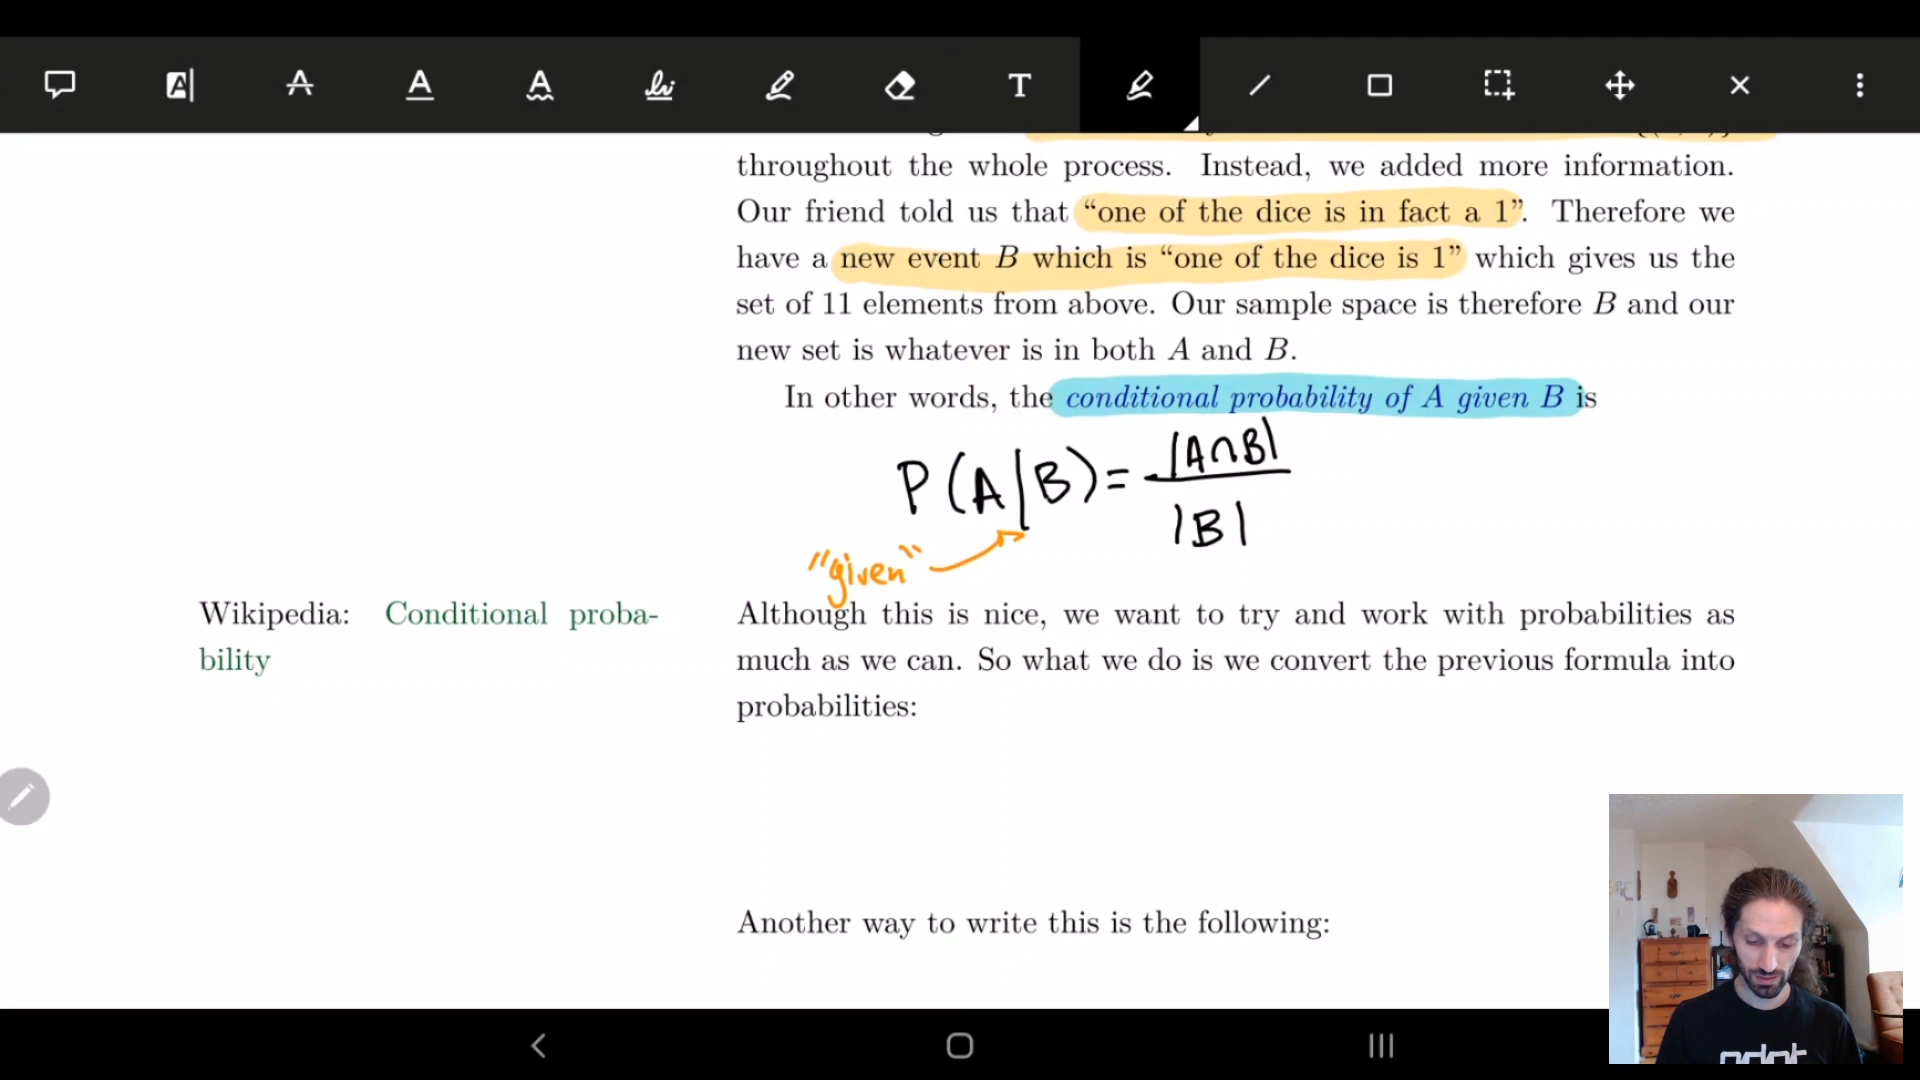 throughout the whole process. Instead, we added more information.
Our friend told us that “one of the dice is in fact a 1”. Therefore we
have a new event B which is “one of the dice is 1” which gives us the
set of 11 elements from above. Our sample space is therefore B and our
new set is whatever is in both A and B.
In other words, the conditional probability of A given B is
P(A|B) = |A∩B| / |B|
"given"
Wikipedia: Conditional proba-
bility
Although this is nice, we want to try and work with probabilities as
much as we can. So what we do is we convert the previous formula into
probabilities:
Another way to write this is the following: